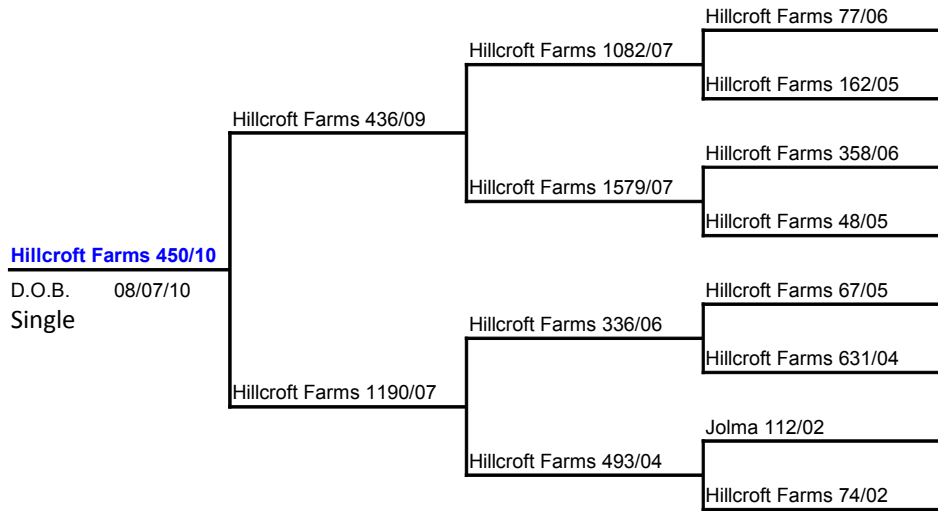 Hillcroft Farms 77/06
Hillcroft Farms 1082/07
Hillcroft Farms 162/05
Hillcroft Farms 436/09
Hillcroft Farms 358/06
Hillcroft Farms 1579/07
Hillcroft Farms 48/05
Hillcroft Farms 450/10
D.O.B. 08/07/10
Single
Hillcroft Farms 67/05
Hillcroft Farms 336/06
Hillcroft Farms 631/04
Hillcroft Farms 1190/07
Jolma 112/02
Hillcroft Farms 493/04
Hillcroft Farms 74/02